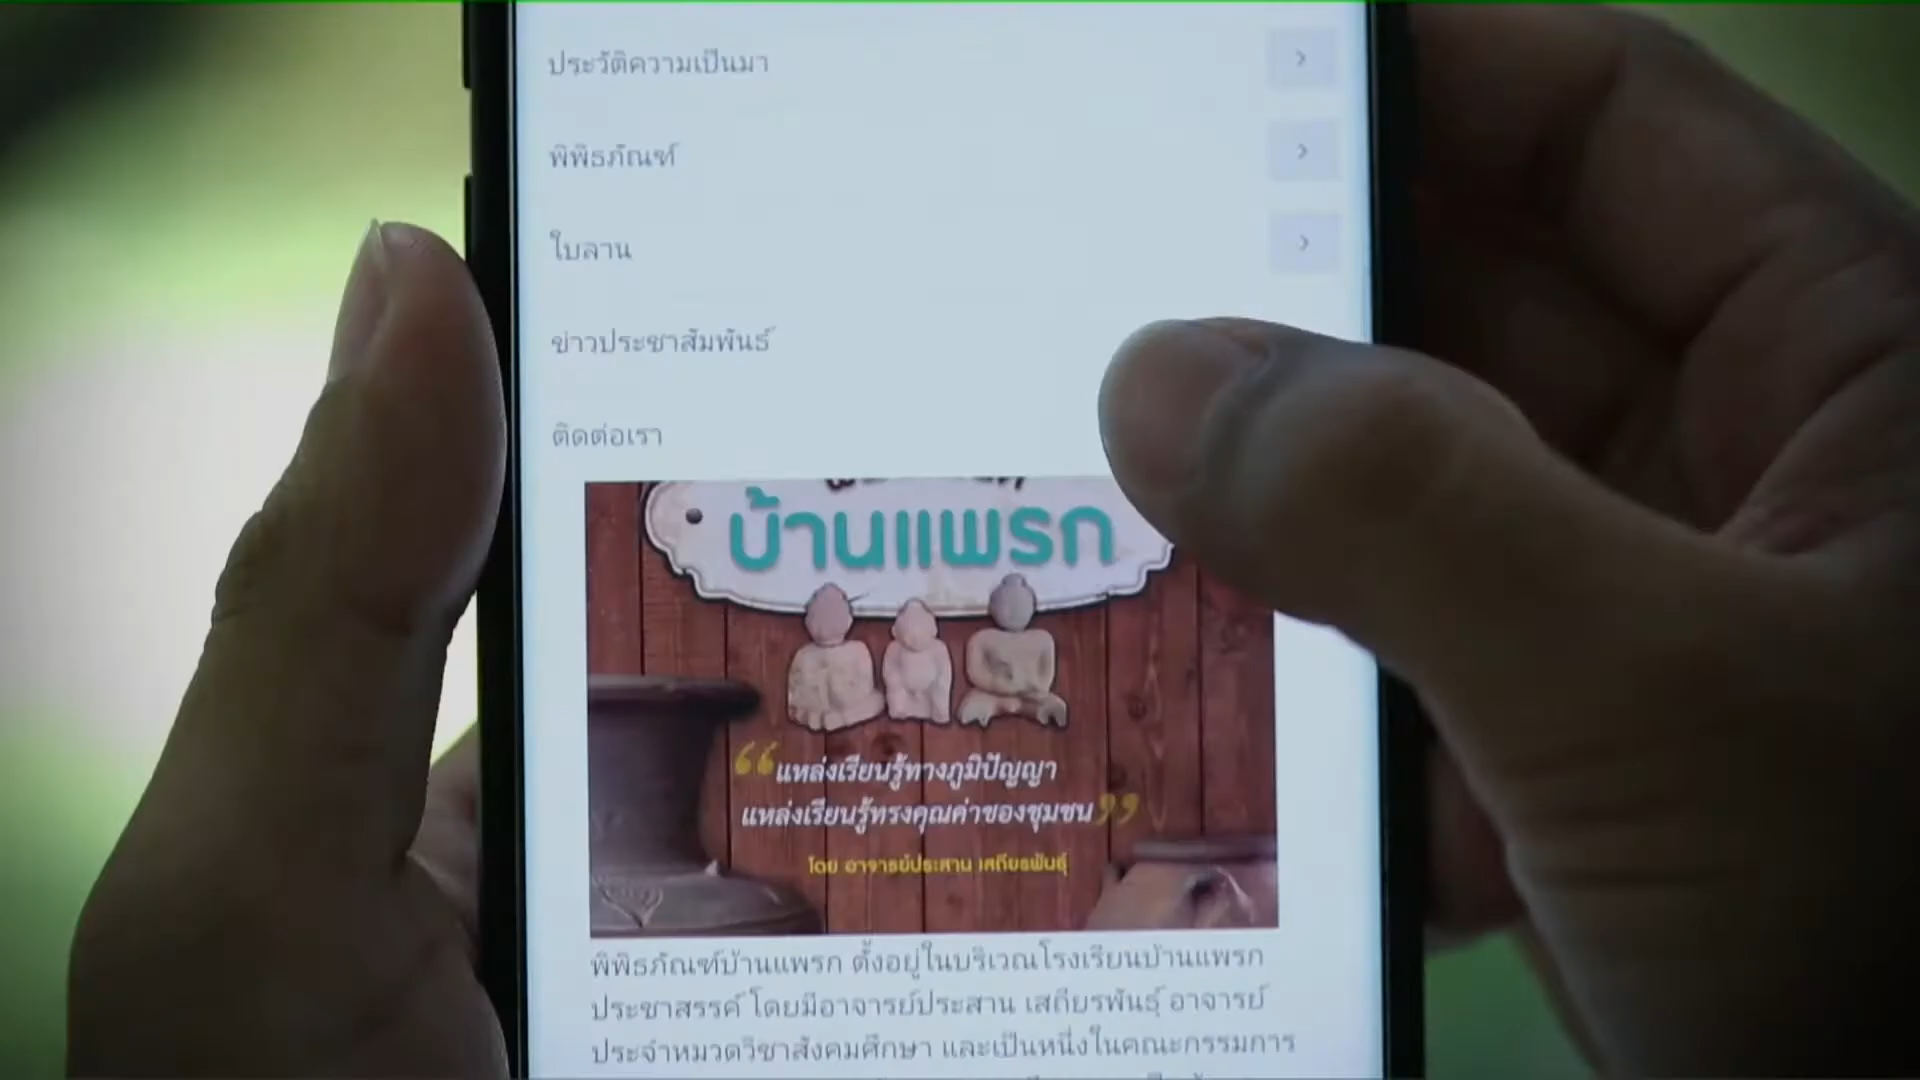 ประวัติความเป็นมา
พิพิธภัณฑ์
ใบลาน
ข่าวประชาสัมพันธ์
ติดต่อเรา
บ้านแพรก
“แหล่งเรียนรู้ทางภูมิปัญญา
แหล่งเรียนรู้ทรงคุณค่าของชุมชน”
โดย อาจารย์ประสาน เสถียรพันธุ์
พิพิธภัณฑ์บ้านแพรก ตั้งอยู่ในบริเวณโรงเรียนบ้านแพรก
ประชาสรรค์ โดยมีอาจารย์ประสาน เสถียรพันธุ์ อาจารย์
ประจำหมวดวิชาสังคมศึกษา และเป็นหนึ่งในคณะกรรมการ